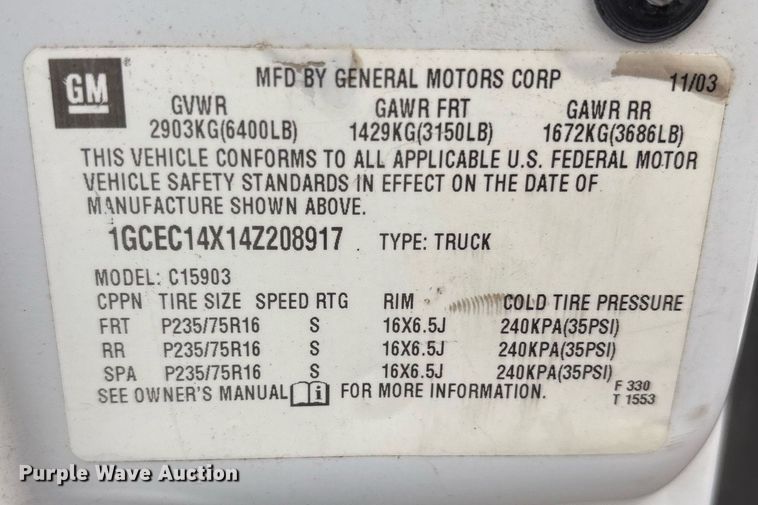 GM ®
MFD BY GENERAL MOTORS CORP 11/03
GVWR GAWR FRT GAWR RR
2903KG(6400LB) 1429KG(3150LB) 1672KG(3686LB)
THIS VEHICLE CONFORMS TO ALL APPLICABLE U.S. FEDERAL MOTOR
VEHICLE SAFETY STANDARDS IN EFFECT ON THE DATE OF
MANUFACTURE SHOWN ABOVE.
1GCEC14X14Z208917 TYPE: TRUCK
MODEL: C15903
CPPN TIRE SIZE SPEED RTG RIM COLD TIRE PRESSURE
FRT P235/75R16 S 16X6.5J 240KPA(35PSI)
RR P235/75R16 S 16X6.5J 240KPA(35PSI)
SPA P235/75R16 S 16X6.5J 240KPA(35PSI)
SEE OWNER'S MANUAL i FOR MORE INFORMATION.
F 330
T 1553
Purple Wave Auction